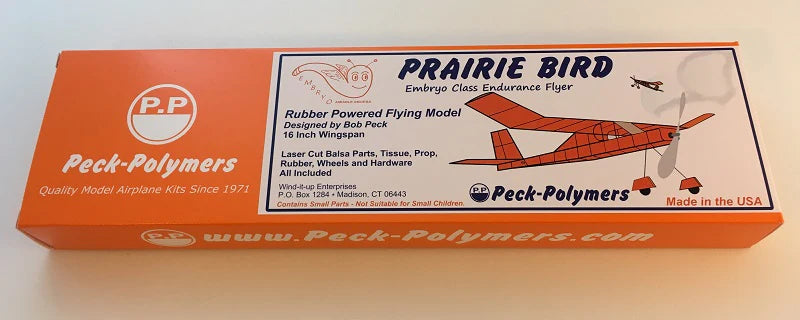 P.P
Peck-Polymers
Quality Model Airplane Kits Since 1971
EMBRYO
PRAIRIE BIRD
Embryo Class Endurance Flyer
Rubber Powered Flying Model
Designed by Bob Peck
16 Inch Wingspan
Laser Cut Balsa Parts, Tissue, Prop,
Rubber, Wheels and Hardware
All Included
Wind-it-up Enterprises
P.O. Box 1284 • Madison, CT 06443
Contains Small Parts - Not Suitable for Small Children.
P.P
Peck-Polymers
Made in the USA
P.P
www.Peck-Polymers.com